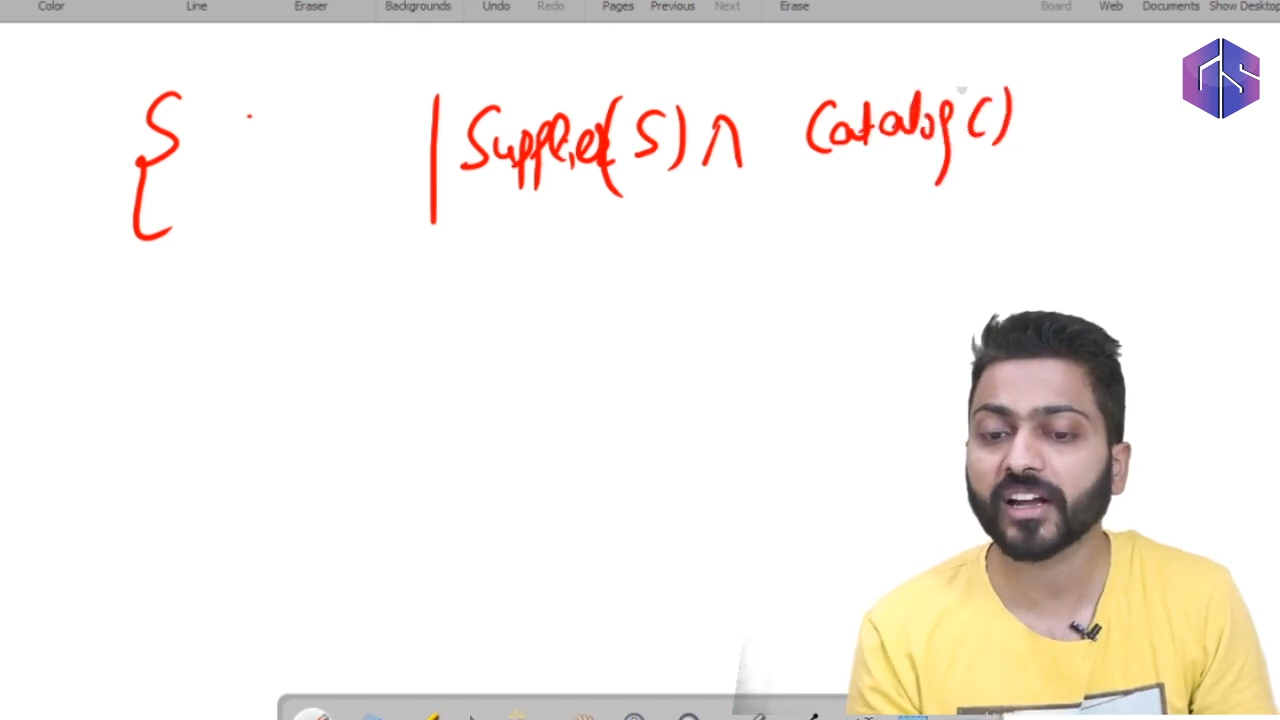 Color Line Eraser Backgrounds Undo Redo Pages Previous Next Erase Board Web Documents Show Desktop
{ | Supplier(S) ∧ Catalog(C)